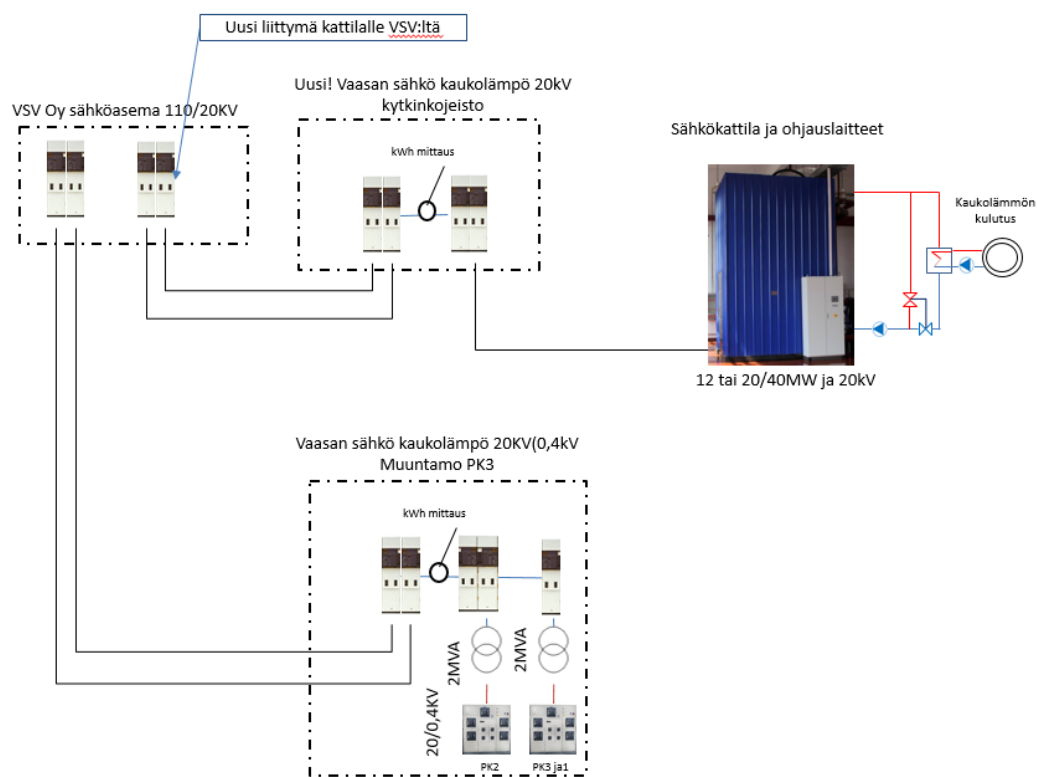 Uusi liittymä kattilalle VSV:ltä
Uusi! Vaasan sähkö kaukolämpö 20kV
kytkinkojeisto
VSV Oy sähköasema 110/20KV
kWh mittaus
Sähkökattila ja ohjauslaitteet
Kaukolämmön
kulutus
12 tai 20/40MW ja 20kV
Vaasan sähkö kaukolämpö 20KV(0,4kV
Muuntamo PK3
kWh mittaus
2MVA
2MVA
20/0,4KV
PK2
PK3 ja1